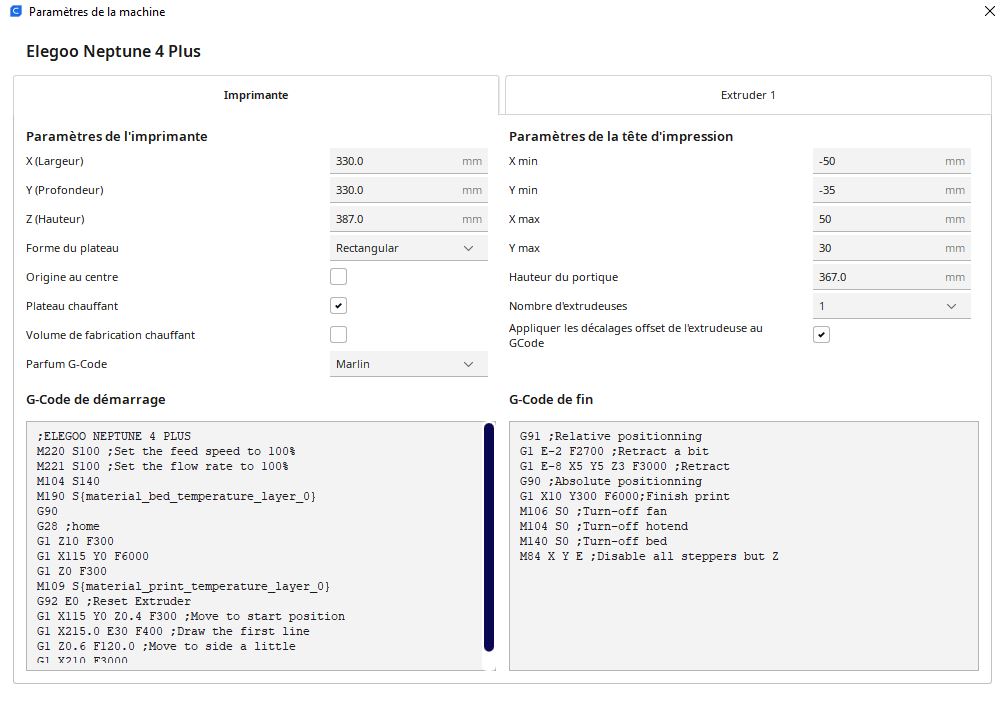 Paramètres de la machine
Elegoo Neptune 4 Plus
Imprimante
Extruder 1
Paramètres de l'imprimante
X (Largeur)
330.0 mm
Y (Profondeur)
330.0 mm
Z (Hauteur)
387.0 mm
Forme du plateau
Rectangular
Origine au centre
Plateau chauffant
Volume de fabrication chauffant
Parfum G-Code
Marlin
Paramètres de la tête d'impression
X min
-50 mm
Y min
-35 mm
X max
50 mm
Y max
30 mm
Hauteur du portique
367.0 mm
Nombre d'extrudeuses
1
Appliquer les décalages offset de l'extrudeuse au
GCode
G-Code de démarrage
;ELEGOO NEPTUNE 4 PLUS
M220 S100 ;Set the feed speed to 100%
M221 S100 ;Set the flow rate to 100%
M104 S140
M190 S{material_bed_temperature_layer_0}
G90
G28 ;home
G1 Z10 F300
G1 X115 Y0 F6000
G1 Z0 F300
M109 S{material_print_temperature_layer_0}
G92 E0 ;Reset Extruder
G1 X115 Y0 Z0.4 F300 ;Move to start position
G1 X215.0 E30 F400 ;Draw the first line
G1 Z0.6 F120.0 ;Move to side a little
G1 X210 F3000
G-Code de fin
G91 ;Relative positionning
G1 E-2 F2700 ;Retract a bit
G1 E-8 X5 Y5 Z3 F3000 ;Retract
G90 ;Absolute positionning
G1 X10 Y300 F6000;Finish print
M106 S0 ;Turn-off fan
M104 S0 ;Turn-off hotend
M140 S0 ;Turn-off bed
M84 X Y E ;Disable all steppers but Z